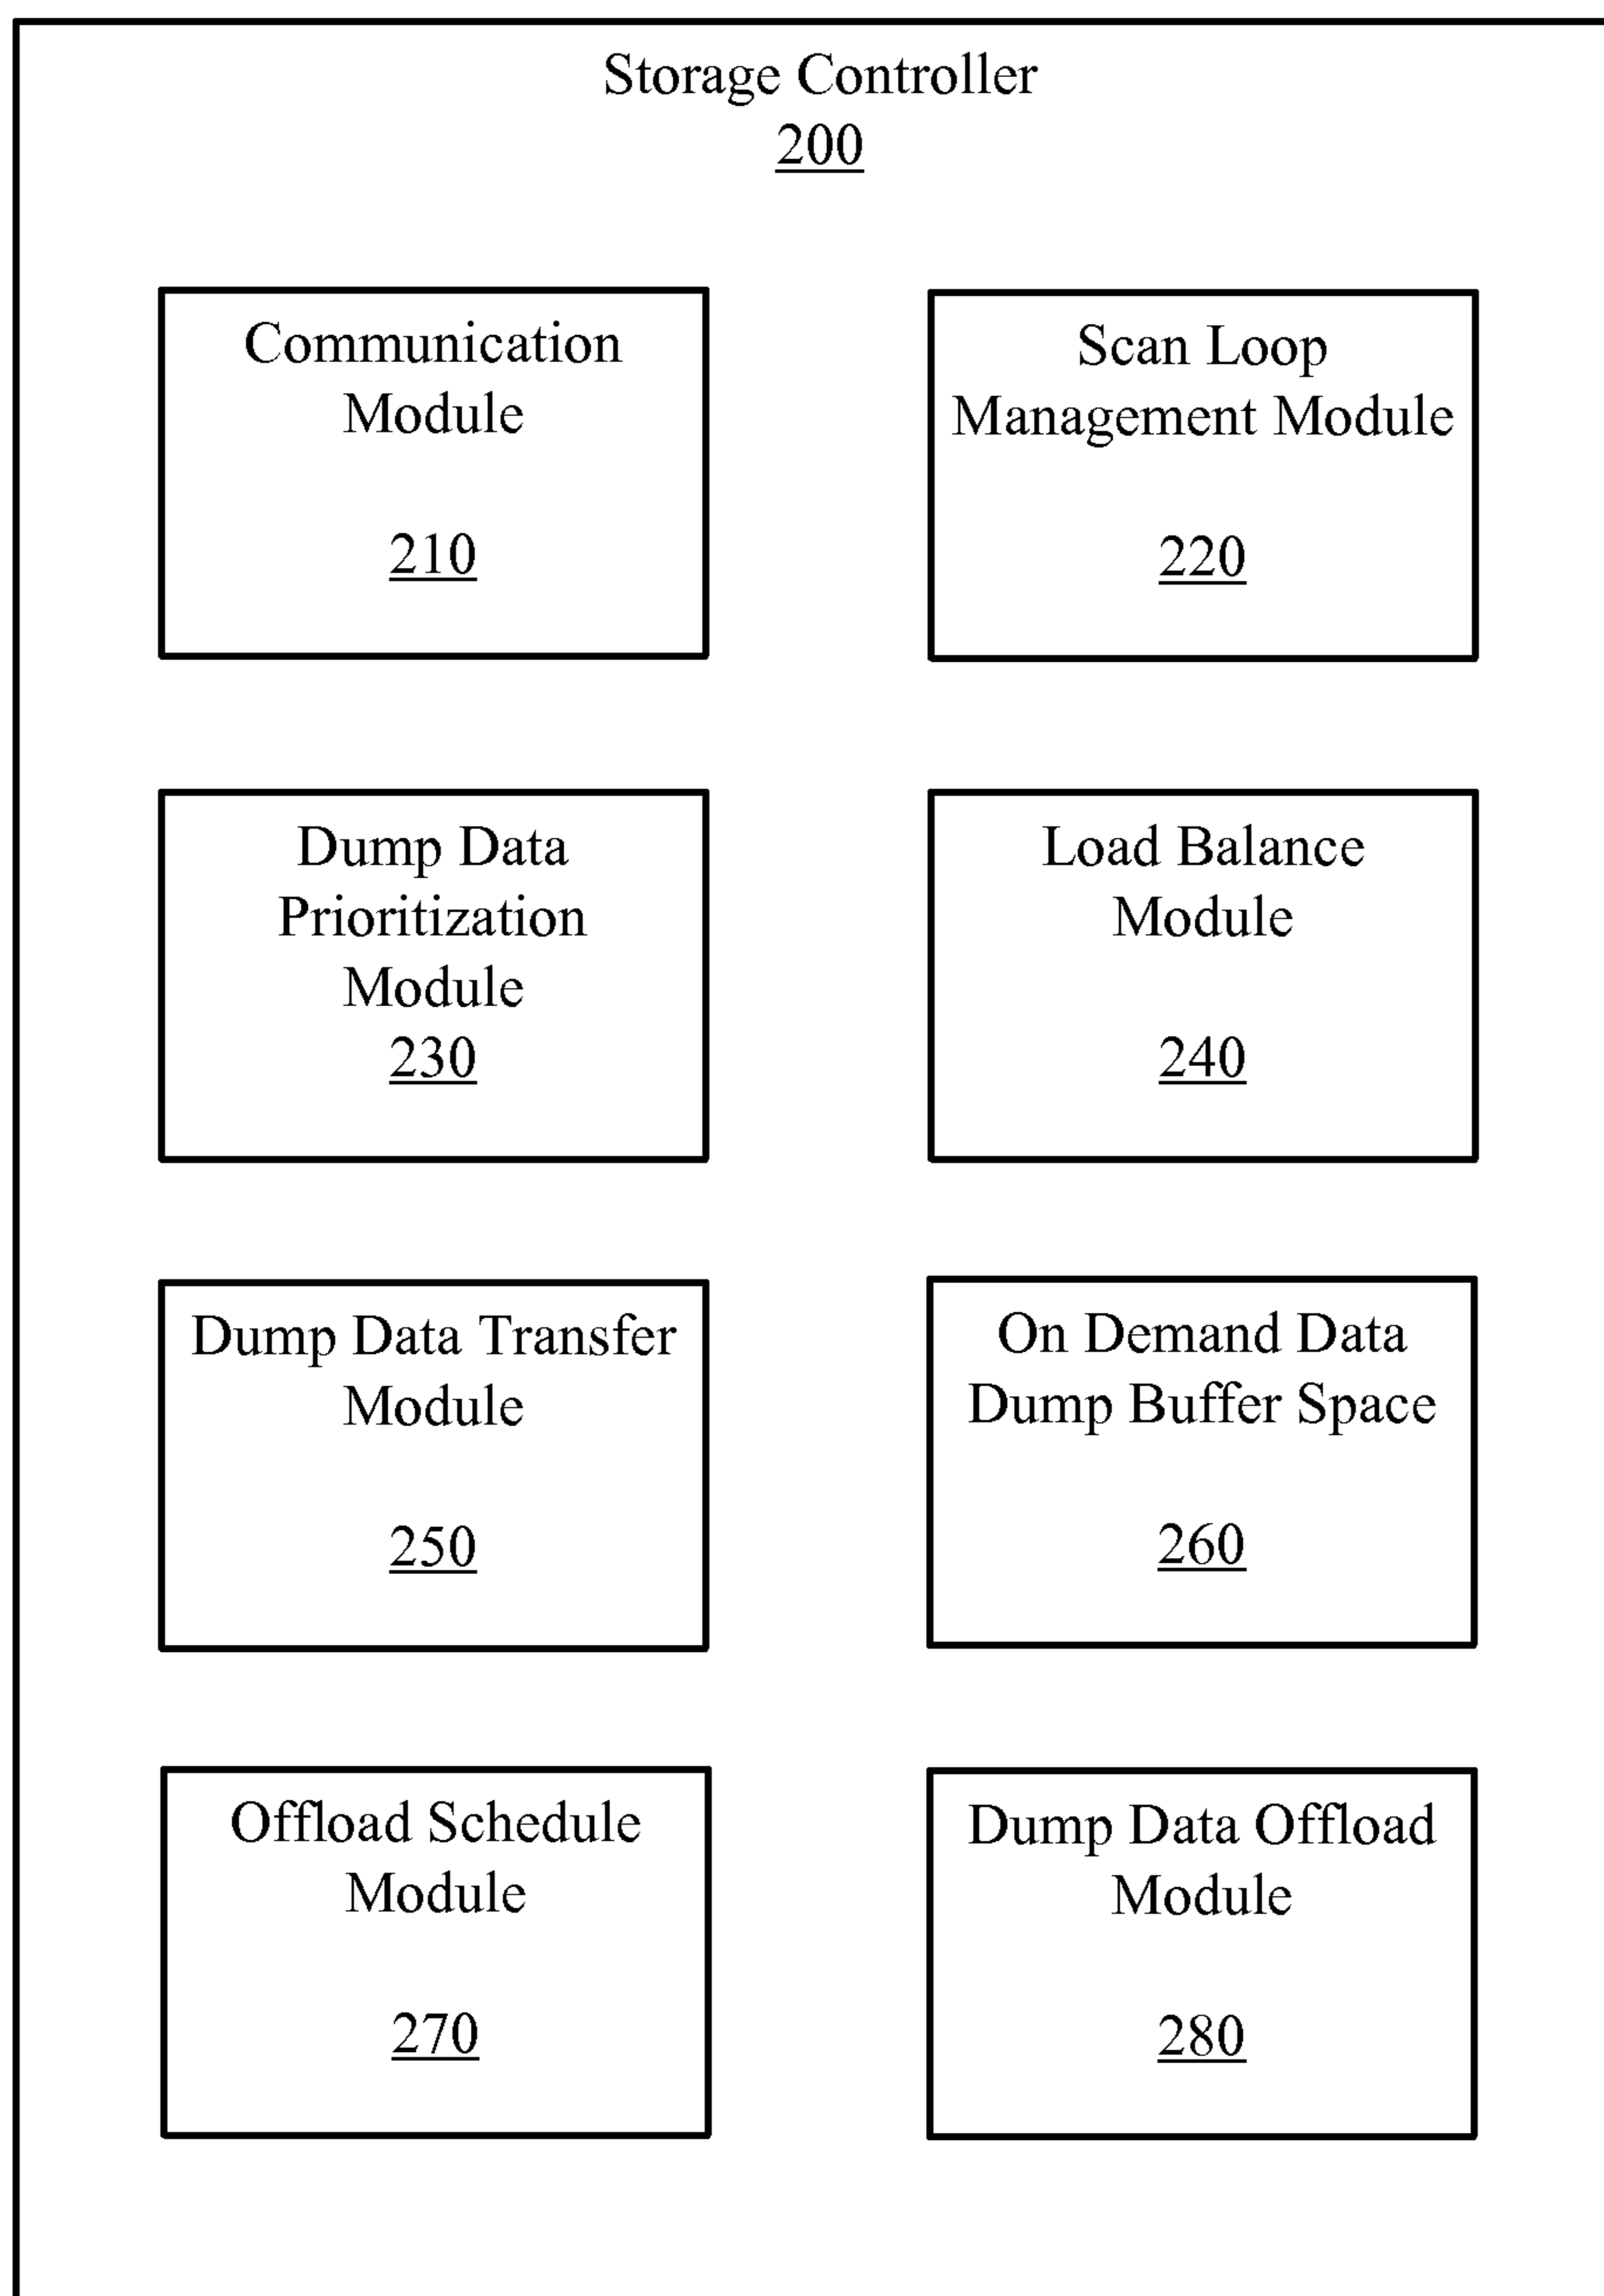 Storage Controller
200
Communication
Module
210
Scan Loop
Management Module
220
Dump Data
Prioritization
Module
230
Load Balance
Module
240
Dump Data Transfer
Module
250
On Demand Data
Dump Buffer Space
260
Offload Schedule
Module
270
Dump Data Offload
Module
280